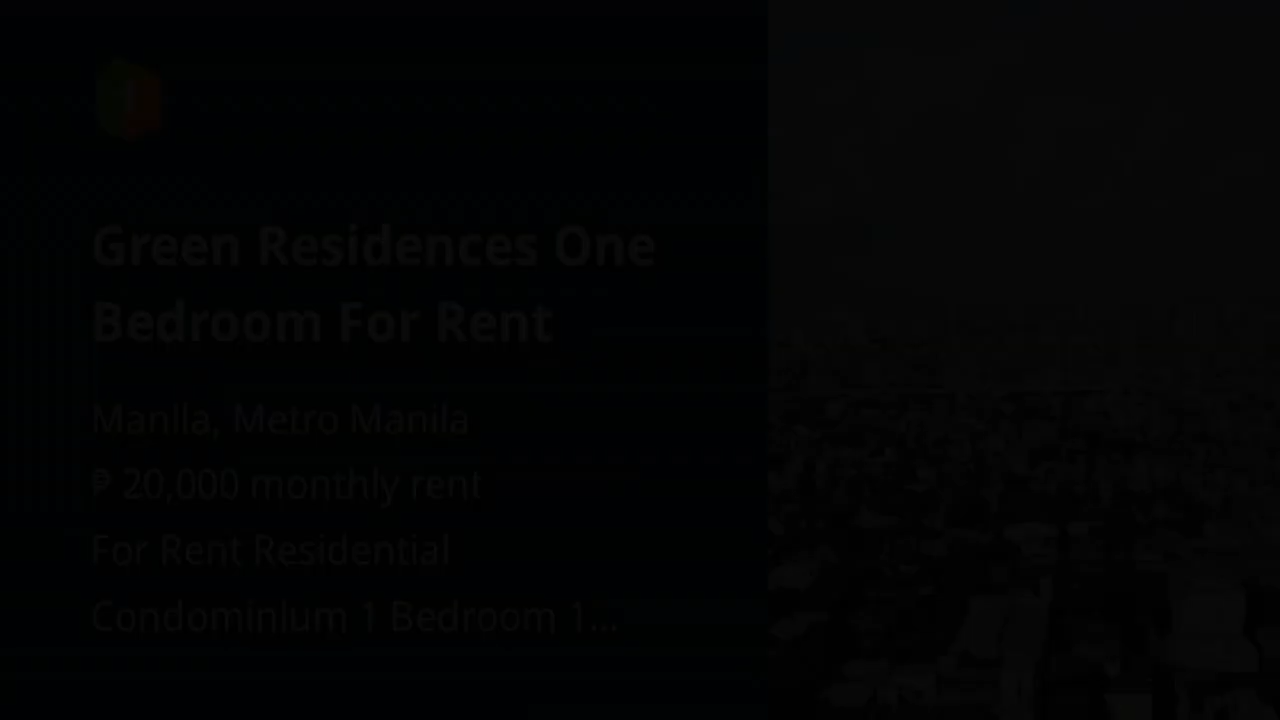 Green Residences One
Bedroom For Rent
Manila, Metro Manila
₱ 20,000 monthly rent
For Rent Residential
Condominium 1 Bedroom 1...